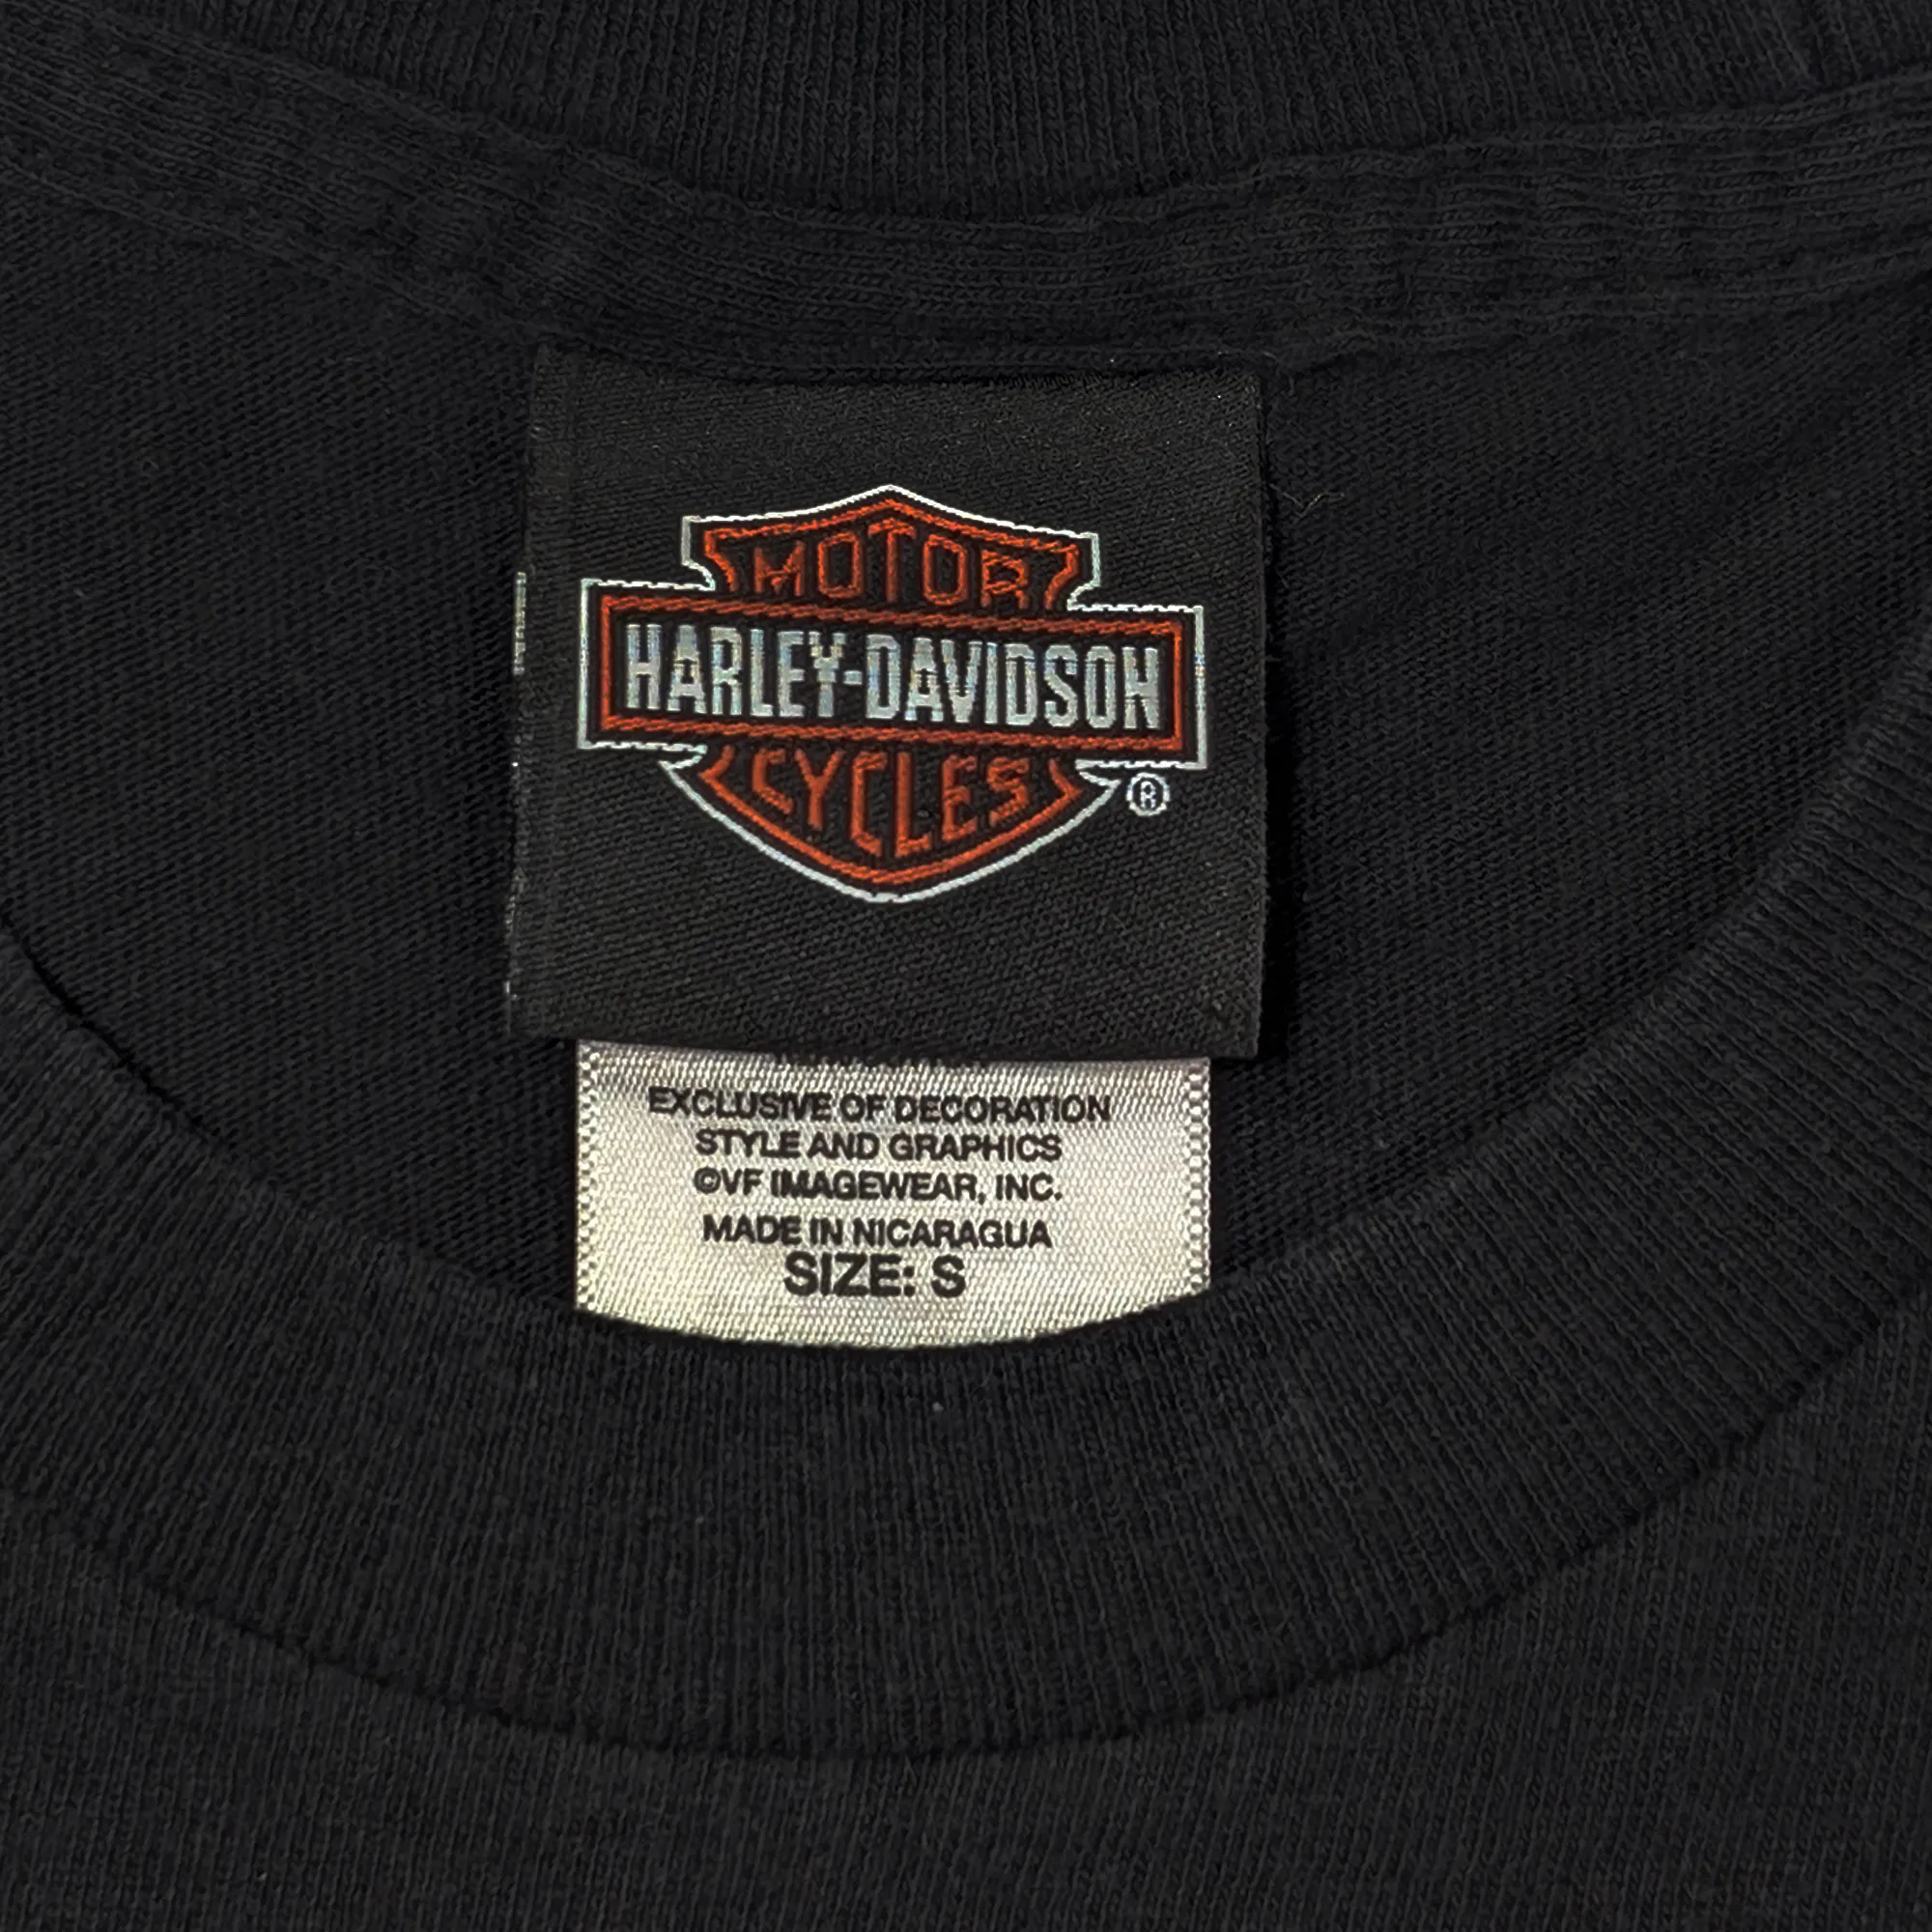 MOTOR
HARLEY-DAVIDSON
CYCLES
®
EXCLUSIVE OF DECORATION
STYLE AND GRAPHICS
©VF IMAGEWEAR, INC.
MADE IN NICARAGUA
SIZE: S